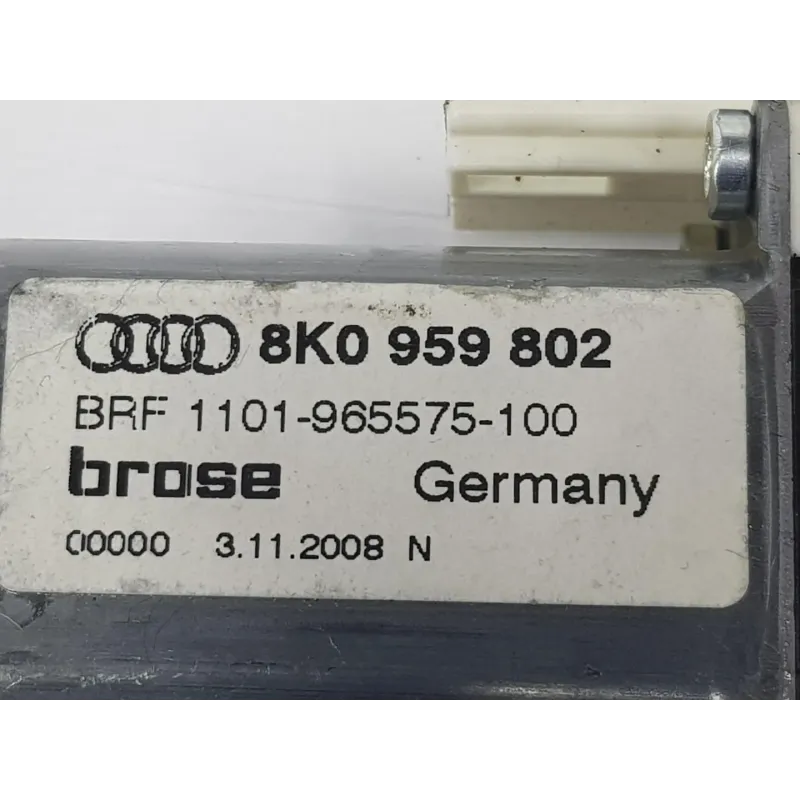 8K0 959 802
BRF 1101-965575-100
brose Germany
00000 3.11.2008 N